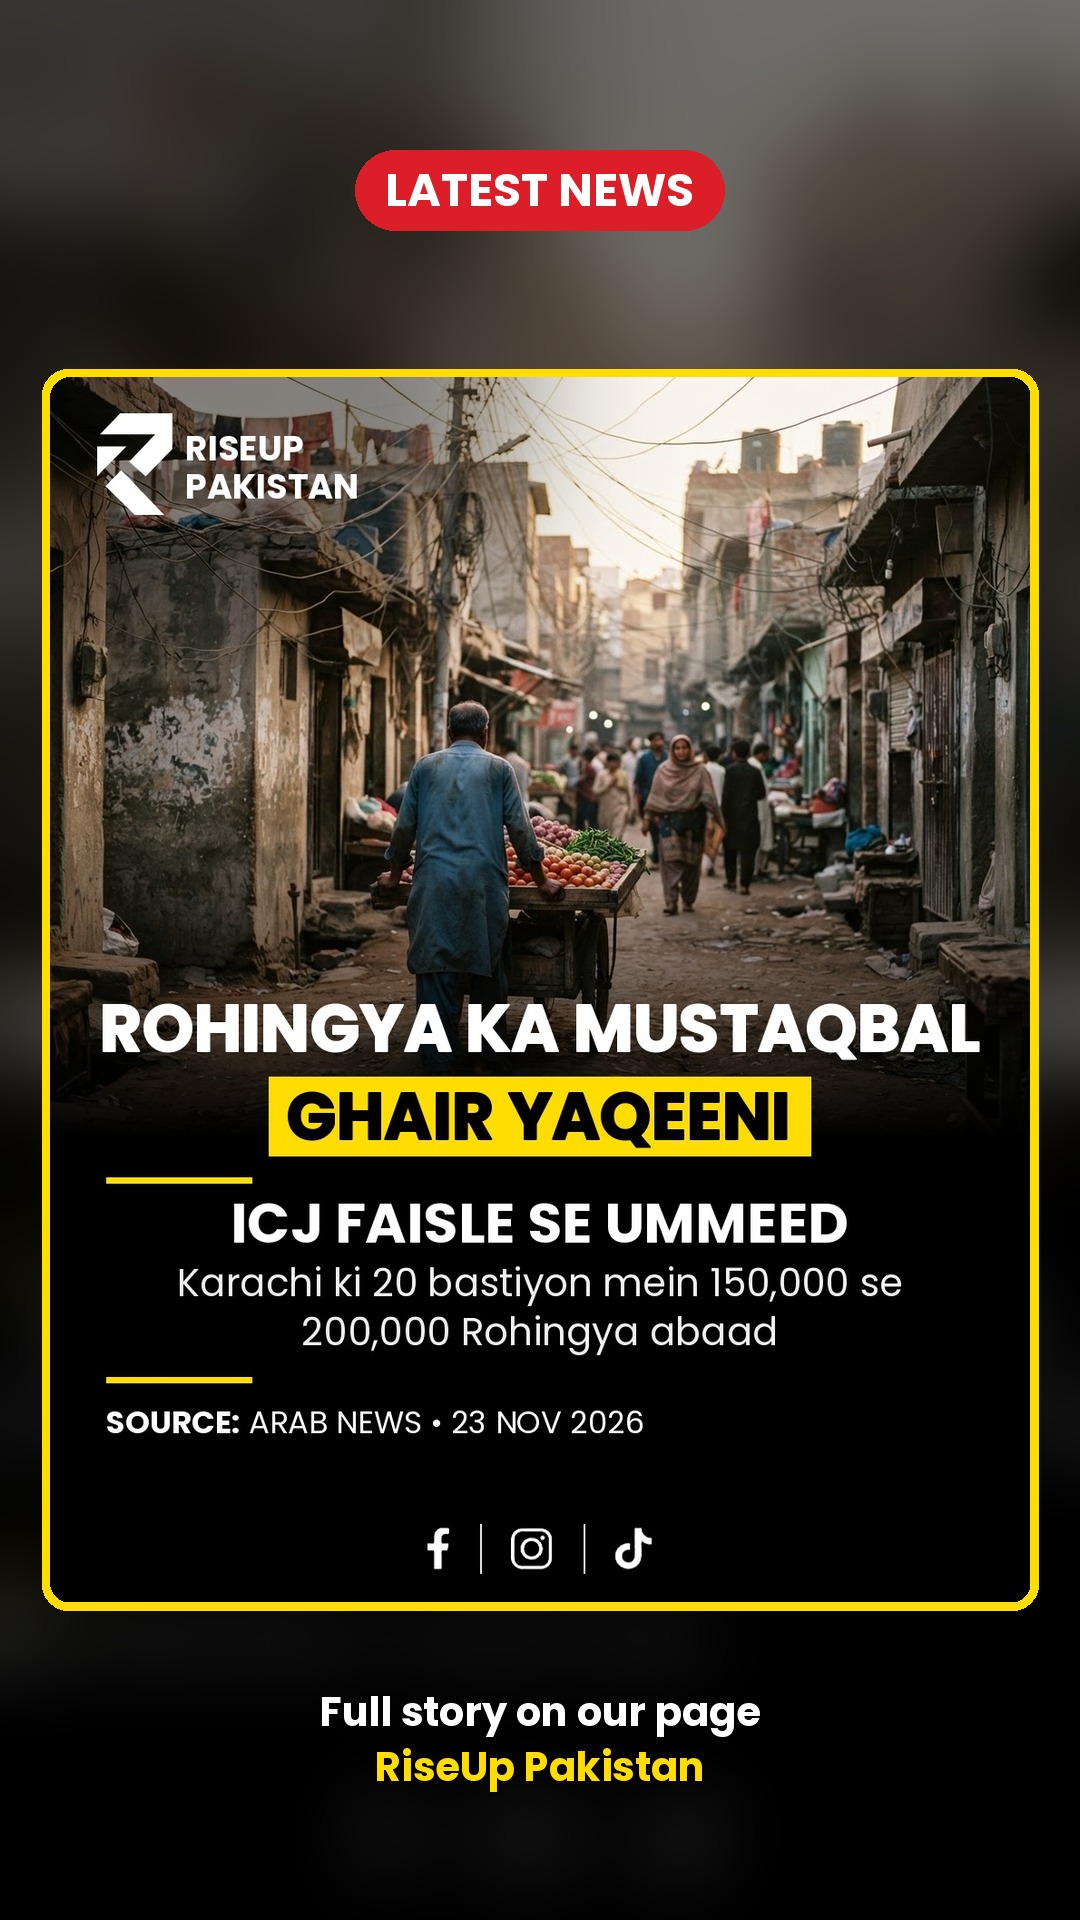 LATEST NEWS
RISEUP
PAKISTAN
ROHINGYA KA MUSTAQBAL
GHAIR YAQEENI
ICJ FAISLE SE UMMEED
Karachi ki 20 bastiyon mein 150,000 se
200,000 Rohingya abaad
SOURCE: ARAB NEWS • 23 NOV 2026
Full story on our page
RiseUp Pakistan